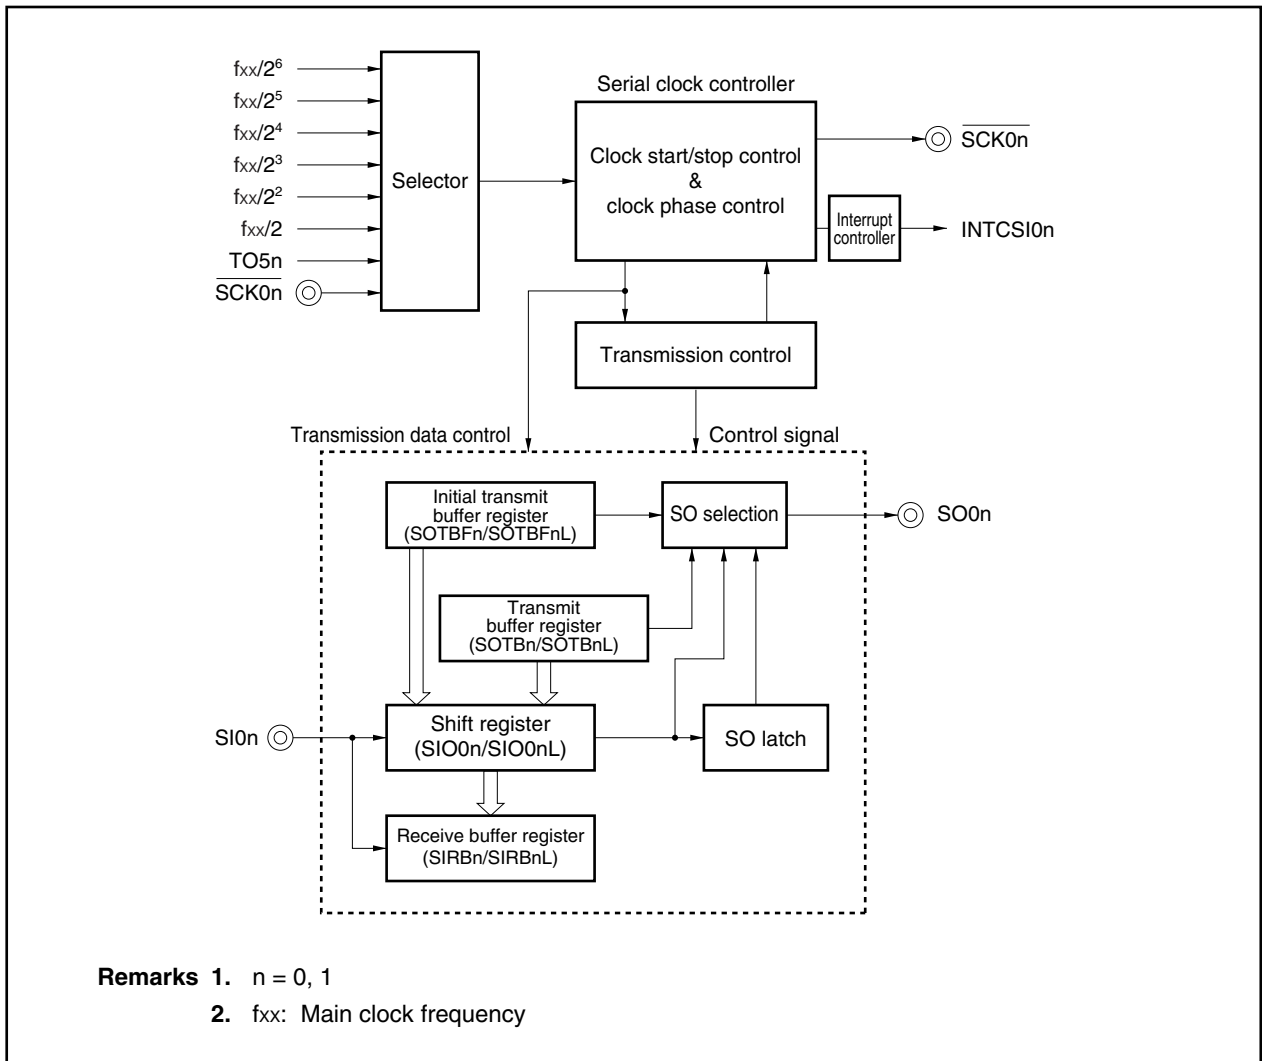 fxx/2⁶
fxx/2⁵
fxx/2⁴
fxx/2³
fxx/2²
fxx/2
TO5n
SCK0n
Selector
Serial clock controller
Clock start/stop control
&
clock phase control
SCK0n
Interrupt
controller
INTCSI0n
Transmission control
Transmission data control
Control signal
Initial transmit
buffer register
(SOTBFn/SOTBFnL)
SO selection
SO0n
Transmit
buffer register
(SOTBn/SOTBnL)
SI0n
Shift register
(SIO0n/SIO0nL)
SO latch
Receive buffer register
(SIRBn/SIRBnL)
Remarks 1. n = 0, 1
2. fxx: Main clock frequency